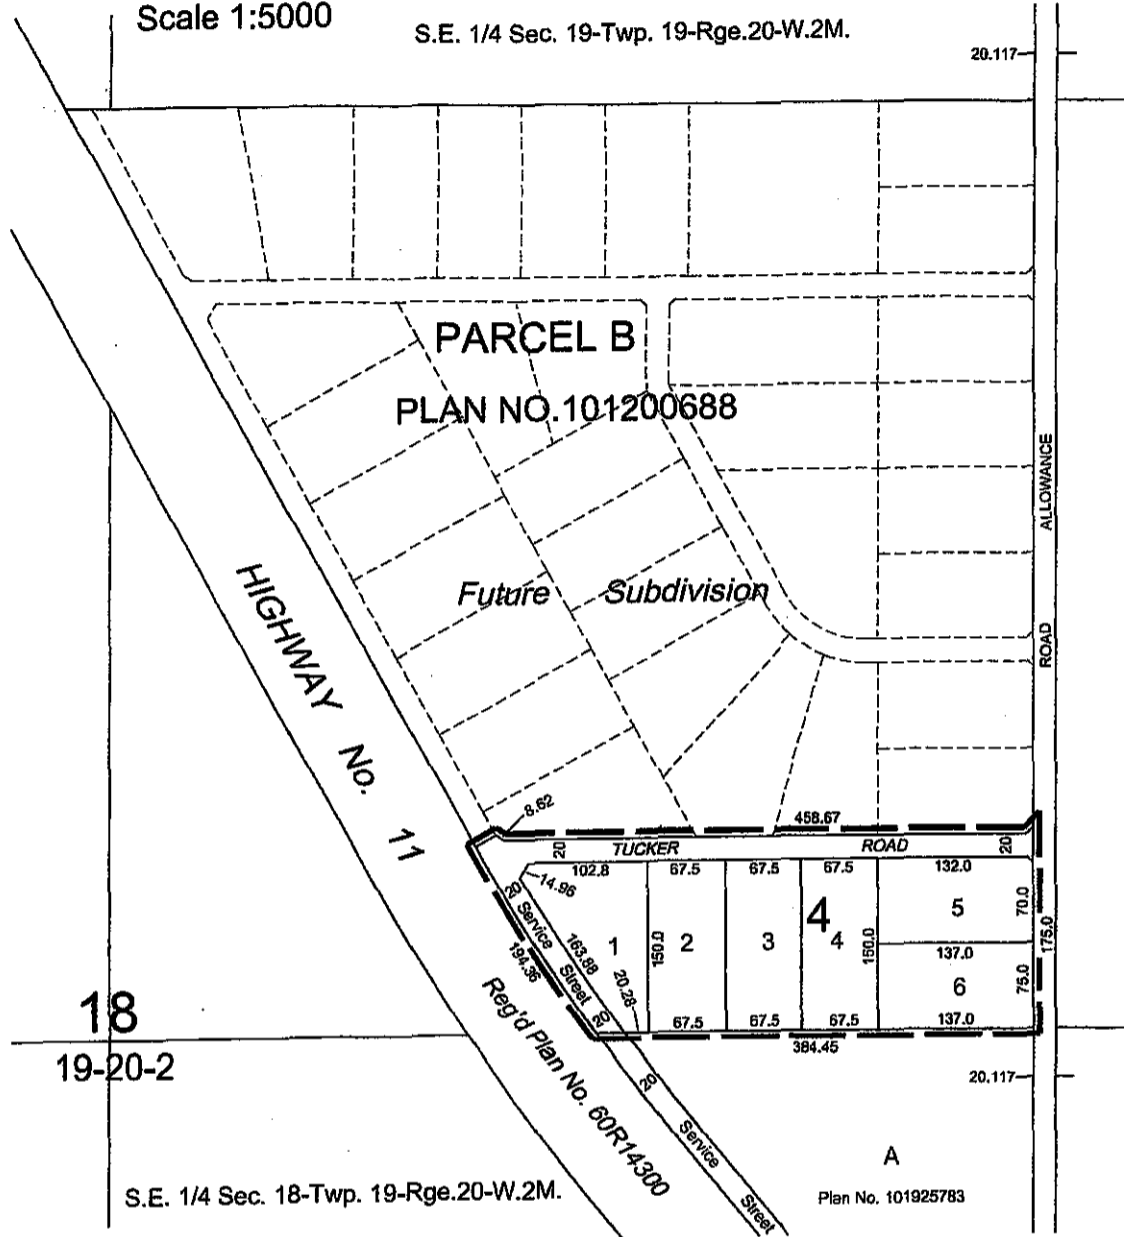 Scale 1:5000
S.E. 1/4 Sec. 19-Twp. 19-Rge.20-W.2M.
20.117
PARCEL B
PLAN NO.101200688
ROAD ALLOWANCE
Future Subdivision
HIGHWAY No. 11
8.62
458.67
20
TUCKER ROAD
20
102.8
67.5
67.5
67.5
132.0
14.96
20
Service Street
20
163.88
194.36
1
20.28
150.0
2
3
4
4
150.0
5
70.0
175.0
137.0
6
75.0
67.5
67.5
67.5
137.0
384.45
18
19-20-2
Reg'd Plan No. 60R14300
20
Service Street
20.117
A
Plan No. 101925783
S.E. 1/4 Sec. 18-Twp. 19-Rge.20-W.2M.